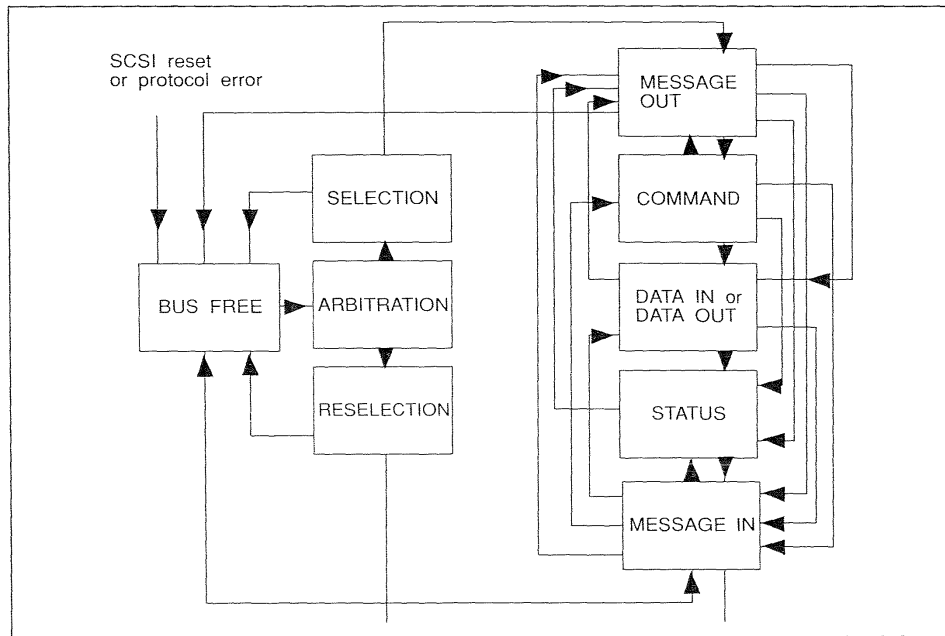 SCSI reset
or protocol error
MESSAGE
OUT
SELECTION
COMMAND
BUS FREE
ARBITRATION
DATA IN or
DATA OUT
RESELECTION
STATUS
MESSAGE IN